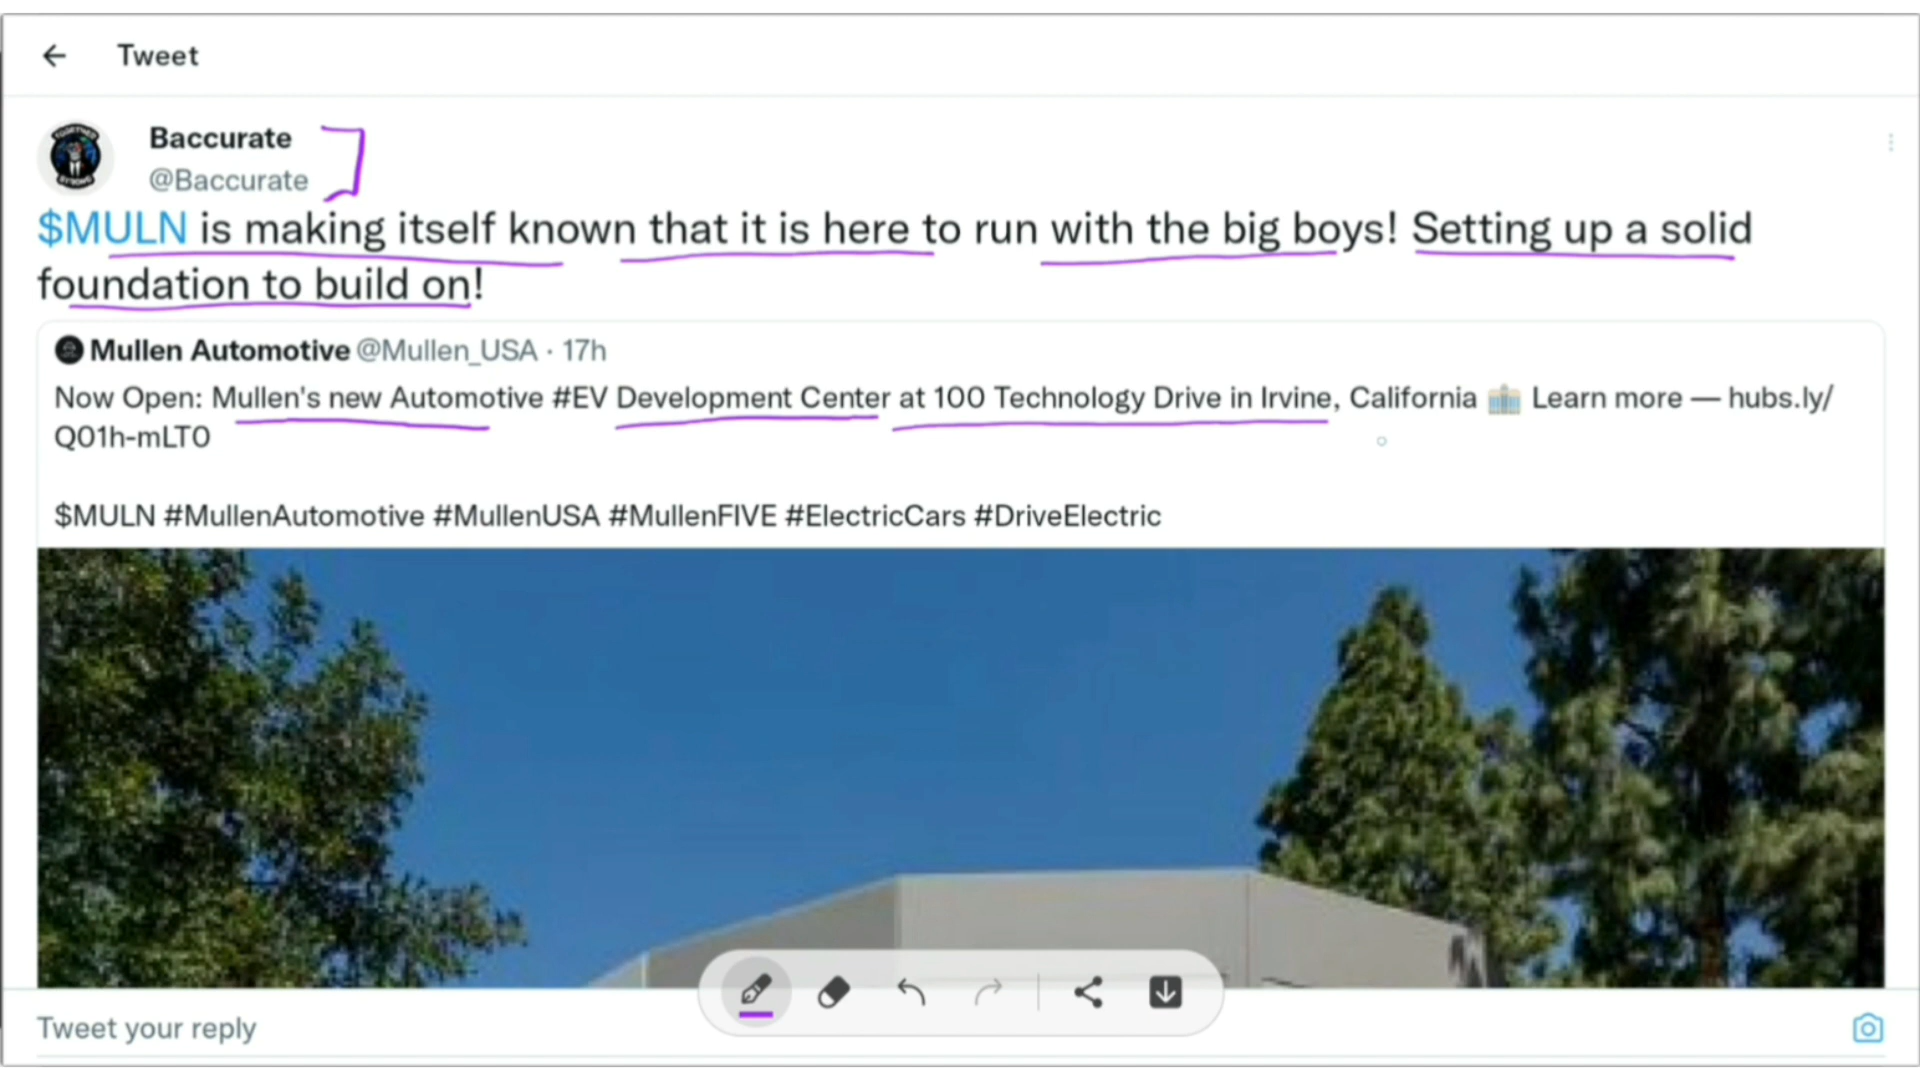 Tweet
Baccurate
@Baccurate
$MULN is making itself known that it is here to run with the big boys! Setting up a solid
foundation to build on!
Mullen Automotive @Mullen_USA · 17h
Now Open: Mullen's new Automotive #EV Development Center at 100 Technology Drive in Irvine, California 🏫 Learn more — hubs.ly/
Q01h-mLT0
$MULN #MullenAutomotive #MullenUSA #MullenFIVE #ElectricCars #DriveElectric
Tweet your reply